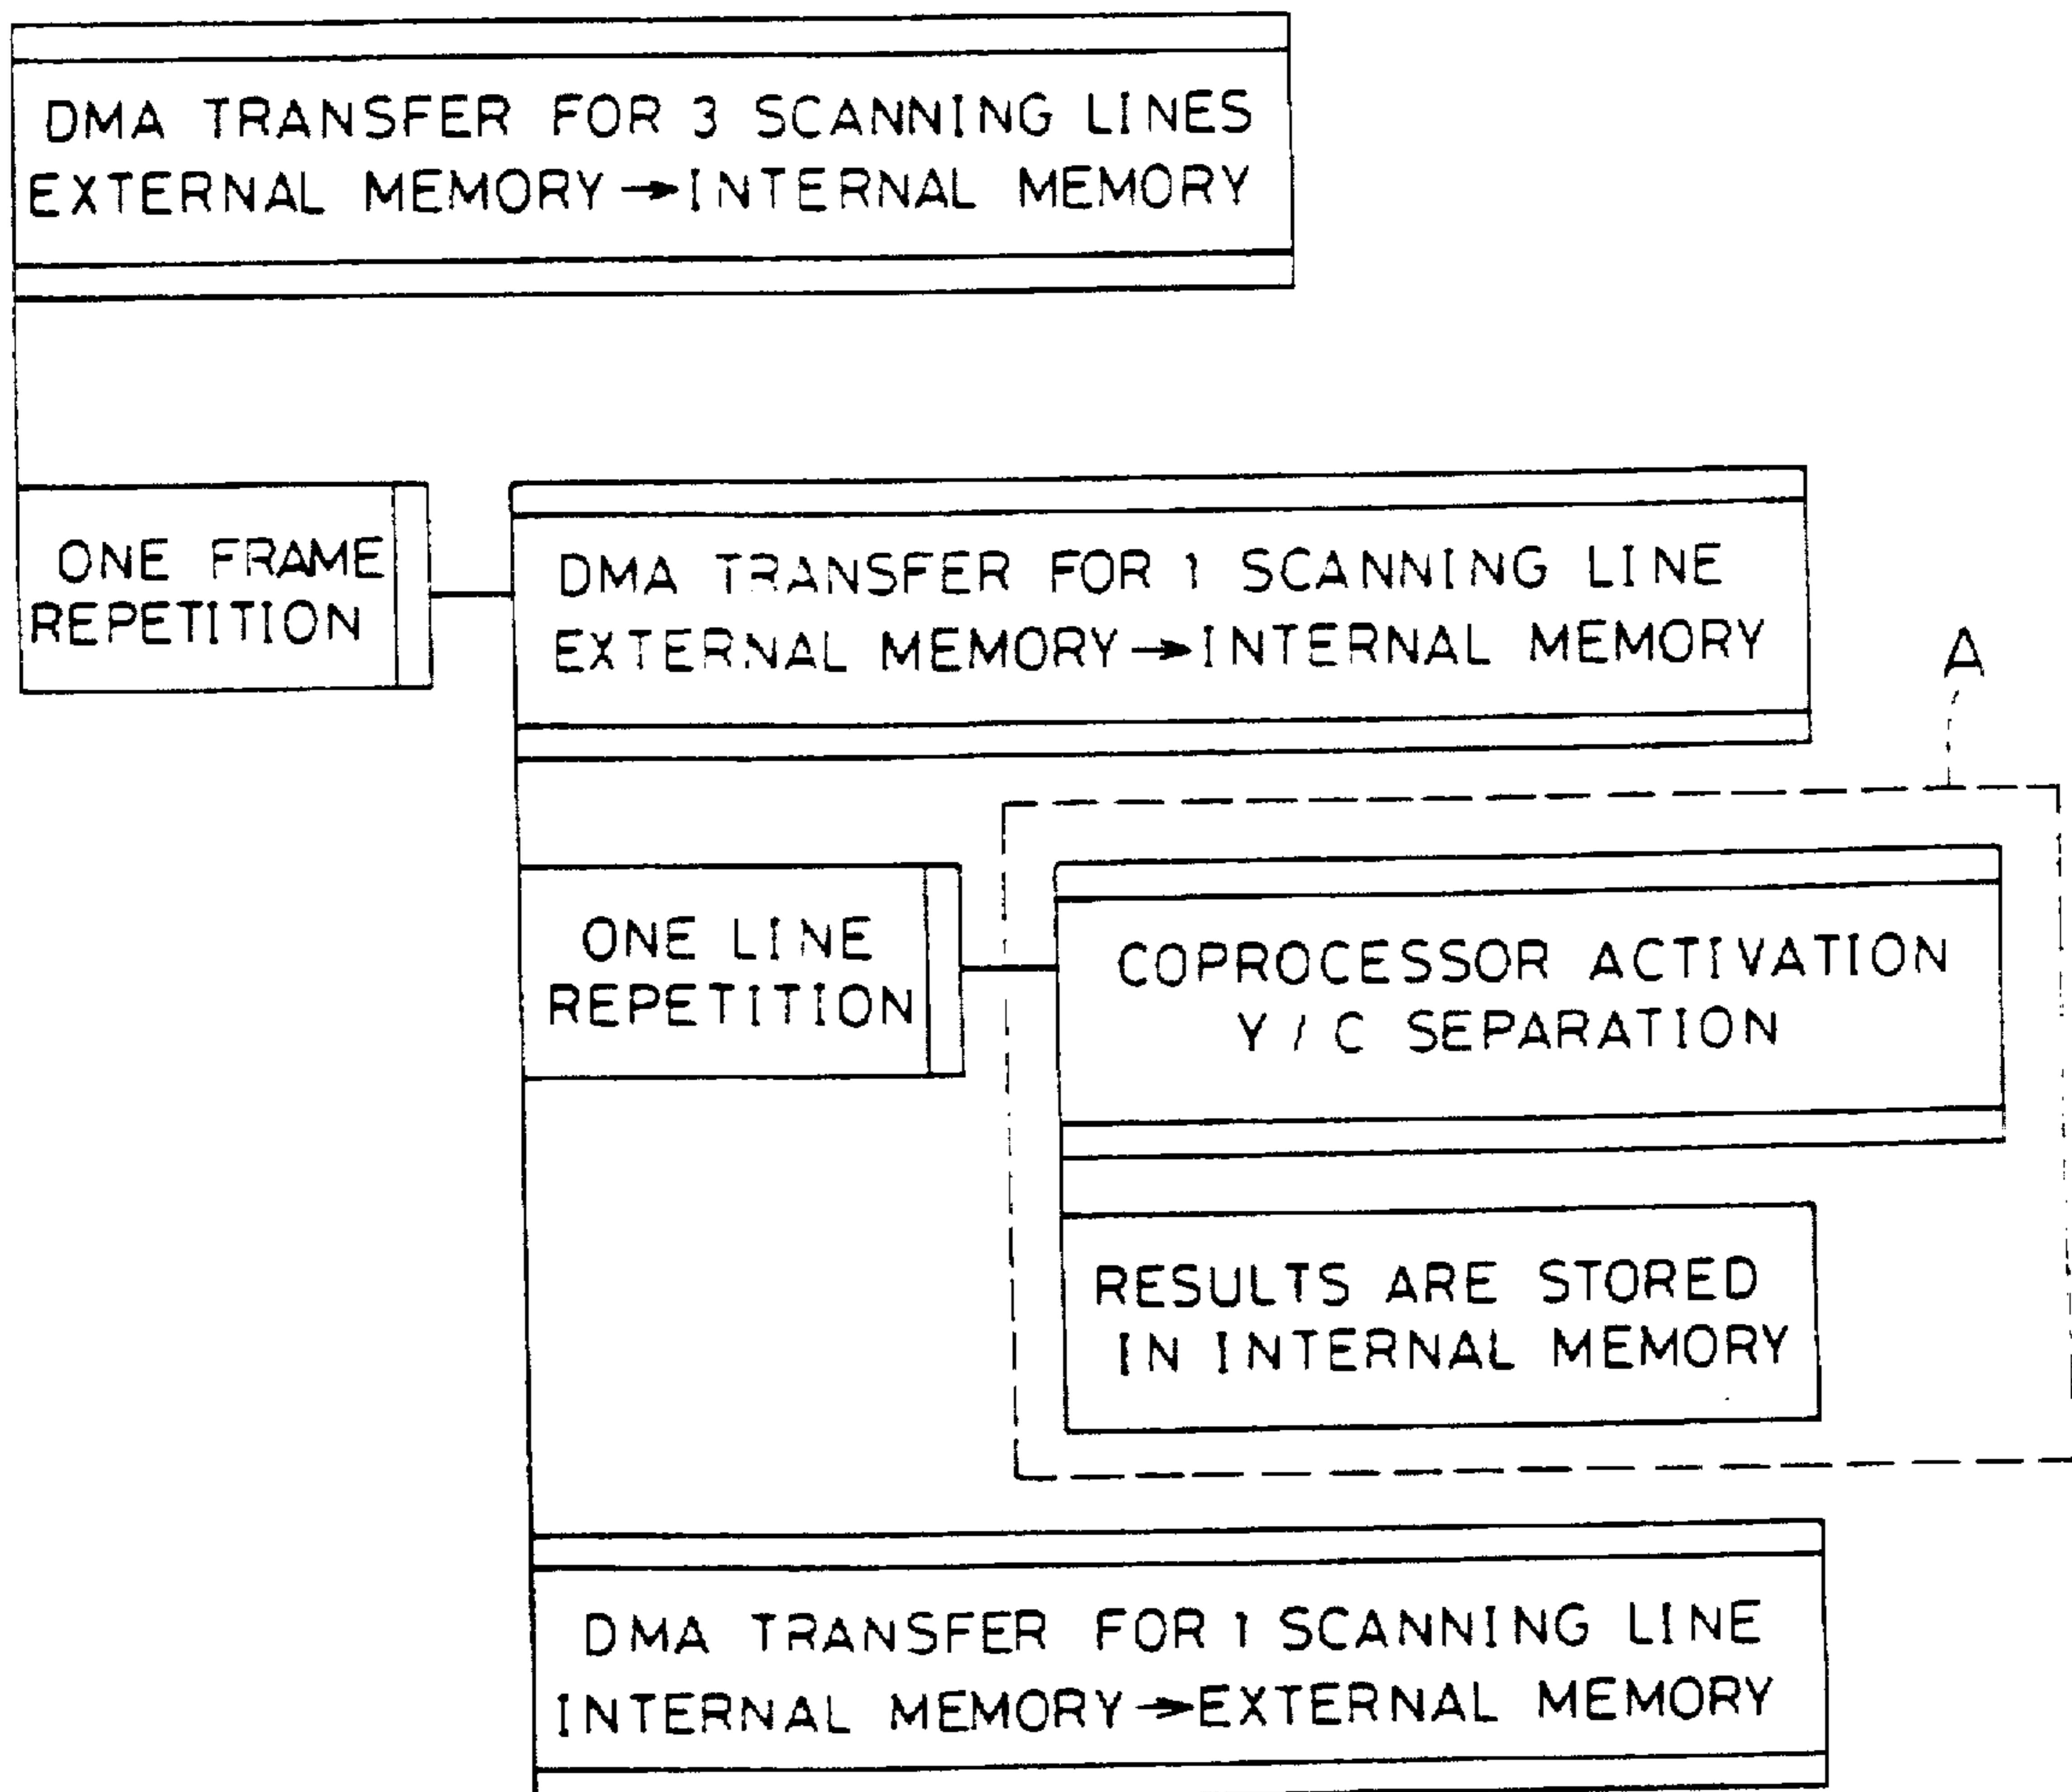 DMA TRANSFER FOR 3 SCANNING LINES
EXTERNAL MEMORY → INTERNAL MEMORY
ONE FRAME
REPETITION
DMA TRANSFER FOR 1 SCANNING LINE
EXTERNAL MEMORY → INTERNAL MEMORY
A
ONE LINE
REPETITION
COPROCESSOR ACTIVATION
Y / C SEPARATION
RESULTS ARE STORED
IN INTERNAL MEMORY
DMA TRANSFER FOR 1 SCANNING LINE
INTERNAL MEMORY → EXTERNAL MEMORY